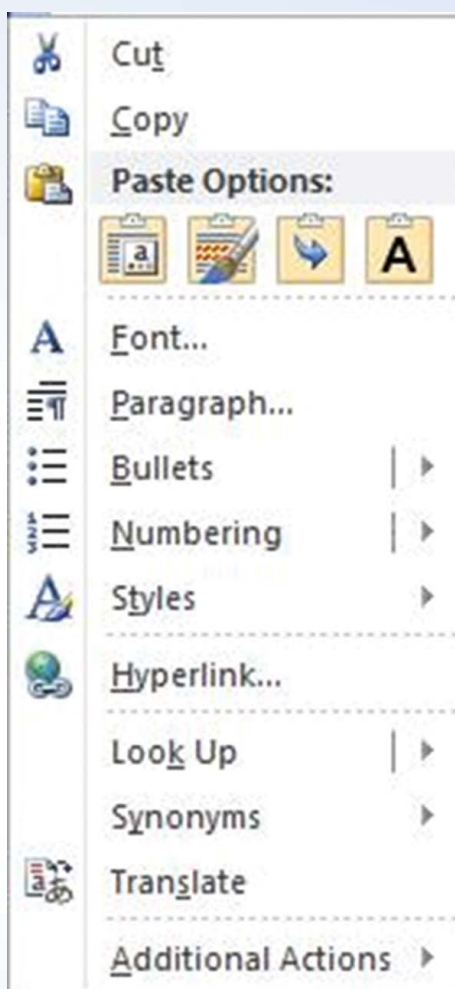 Cut
Copy
Paste Options:
a A
A Font...
Paragraph...
Bullets
Numbering
Styles
Hyperlink...
Look Up
Synonyms
Translate
Additional Actions